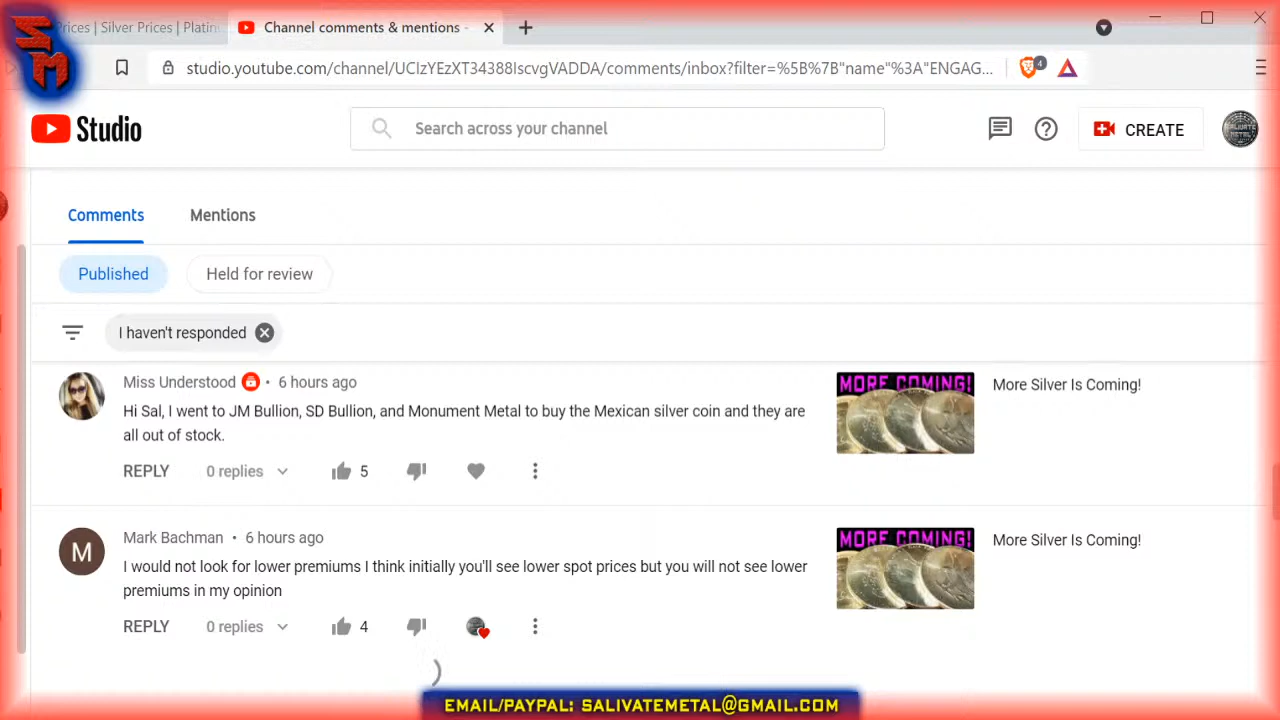 SM
Prices | Silver Prices | Platin
Channel comments & mentions -
studio.youtube.com/channel/UCIzYEzXT34388IscvgVADDA/comments/inbox?filter=%5B%7B"name"%3A"ENGAG...
4
Studio
Search across your channel
CREATE
SALIVATE
METAL
Comments
Mentions
Published
Held for review
I haven't responded
Miss Understood • 6 hours ago
Hi Sal, I went to JM Bullion, SD Bullion, and Monument Metal to buy the Mexican silver coin and they are
all out of stock.
REPLY 0 replies 5
MORE COMING!
More Silver Is Coming!
M
Mark Bachman • 6 hours ago
I would not look for lower premiums I think initially you'll see lower spot prices but you will not see lower
premiums in my opinion
REPLY 0 replies 4
MORE COMING!
More Silver Is Coming!
EMAIL/PAYPAL: SALIVATEMETAL@GMAIL.COM